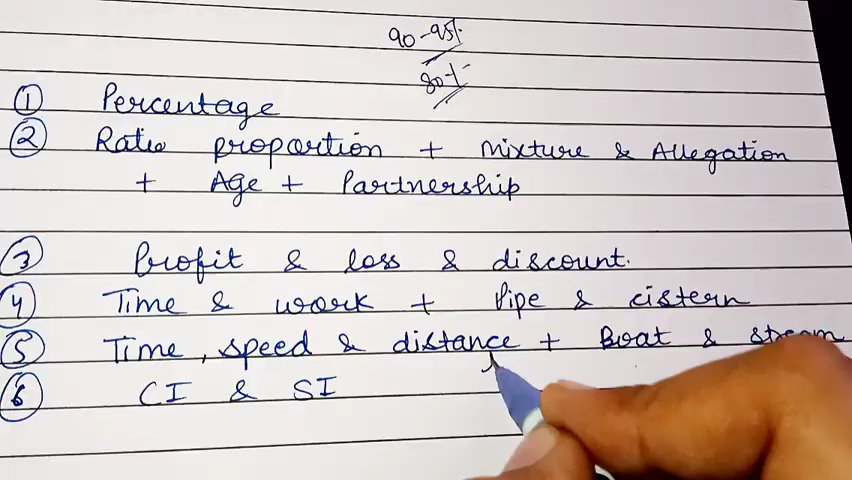 90-95%
80%
① Percentage
② Ratio proportion + Mixture & Allegation
+ Age + Partnership
③ Profit & loss & discount.
④ Time & work + Pipe & cistern
⑤ Time, speed & distance + Boat & stream
⑥ CI & SI